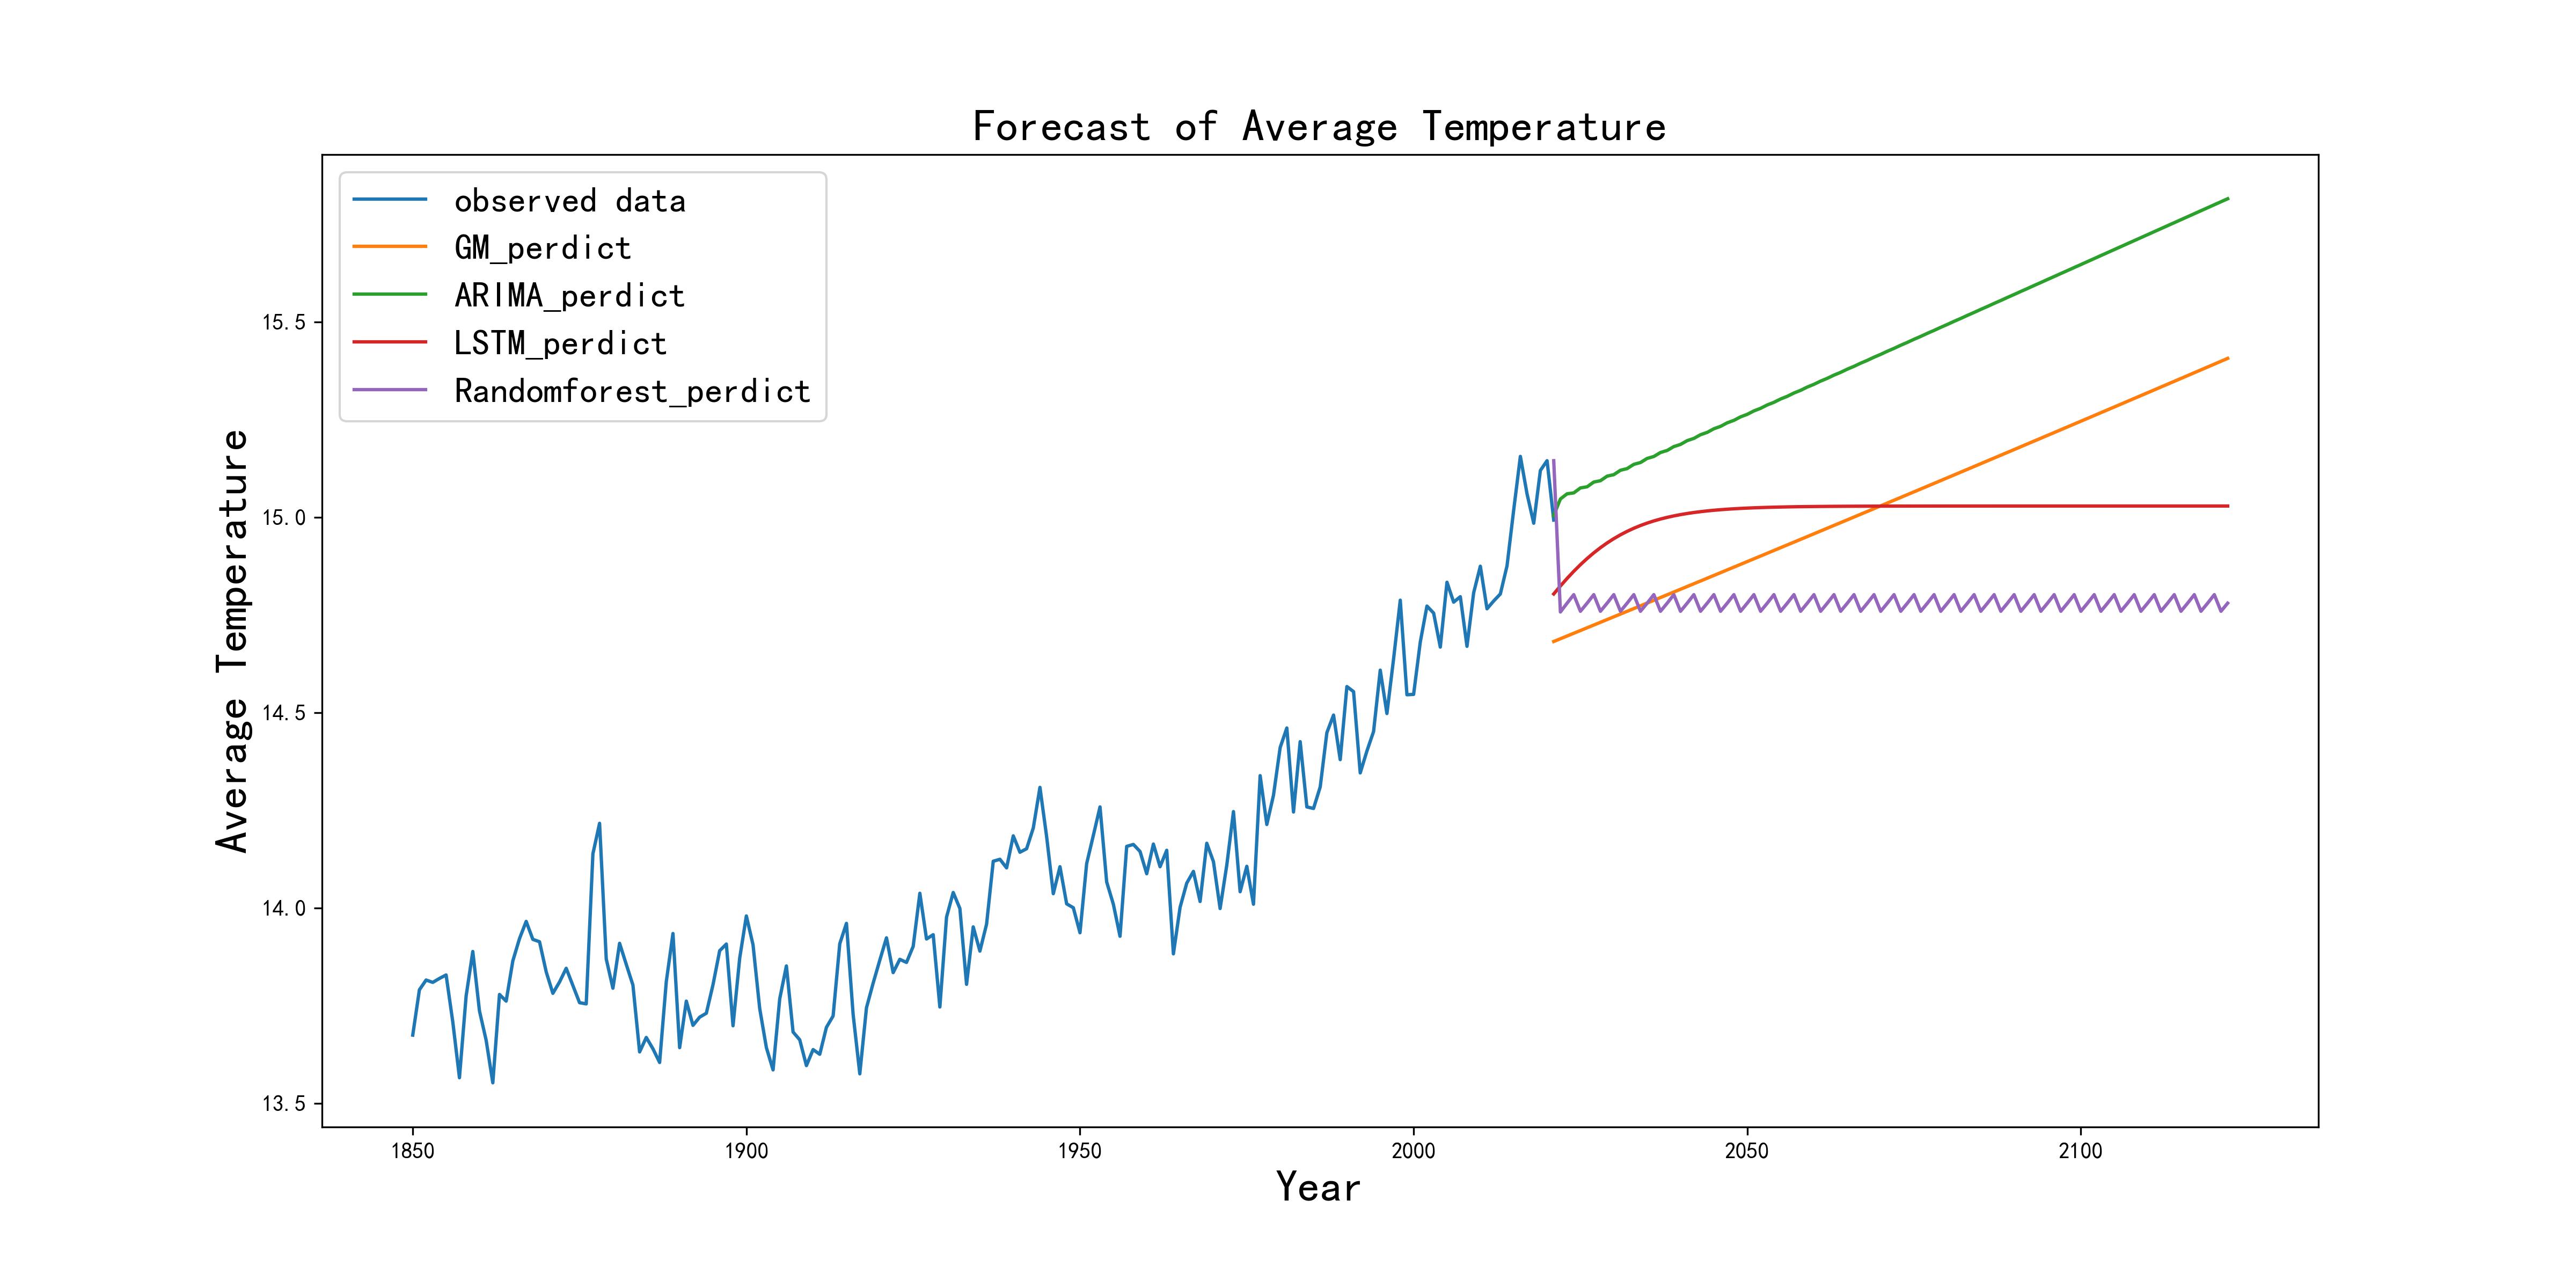 Forecast of Average Temperature
observed data
GM_perdict
ARIMA_perdict
LSTM_perdict
Randomforest_perdict
Average Temperature
15.5
15.0
14.5
14.0
13.5
1850 1900 1950 2000 2050 2100
Year